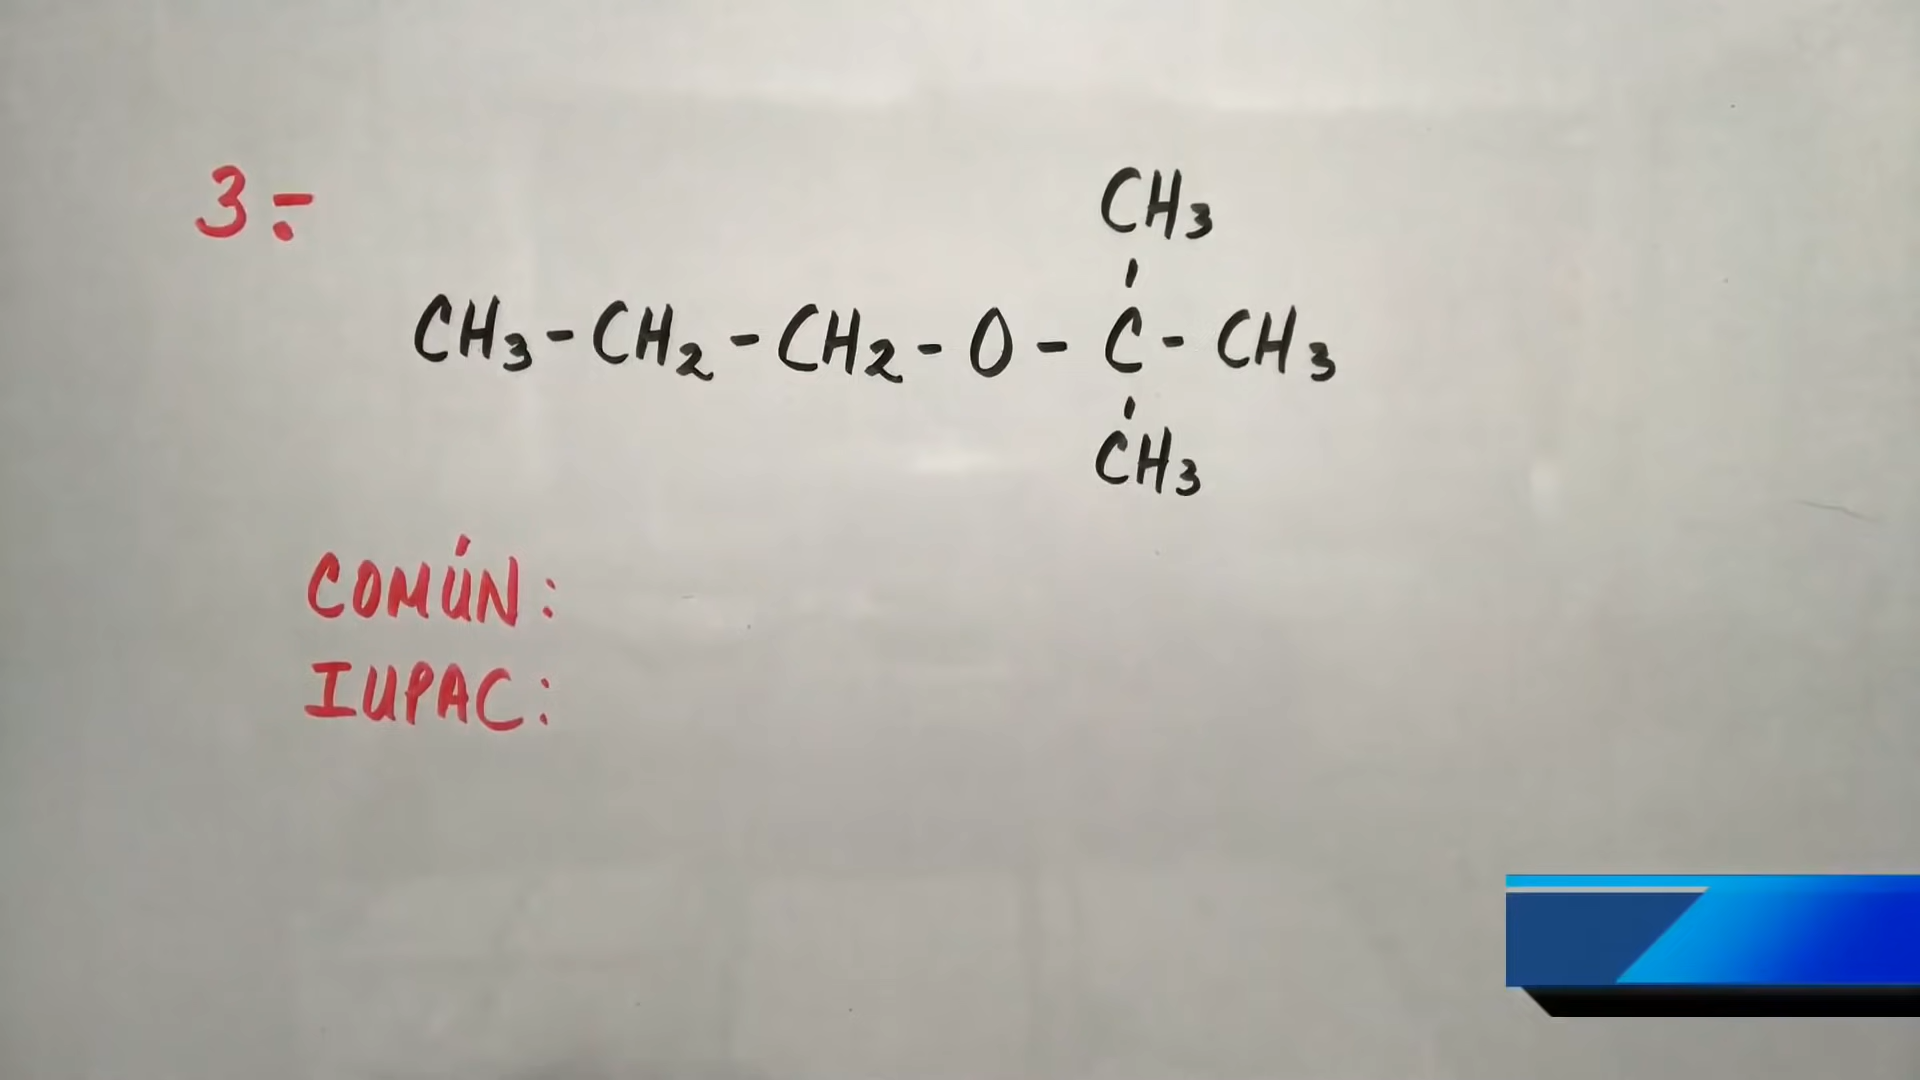 3.-
CH3
CH3-CH2-CH2-O-C-CH3
CH3
COMÚN:
IUPAC: